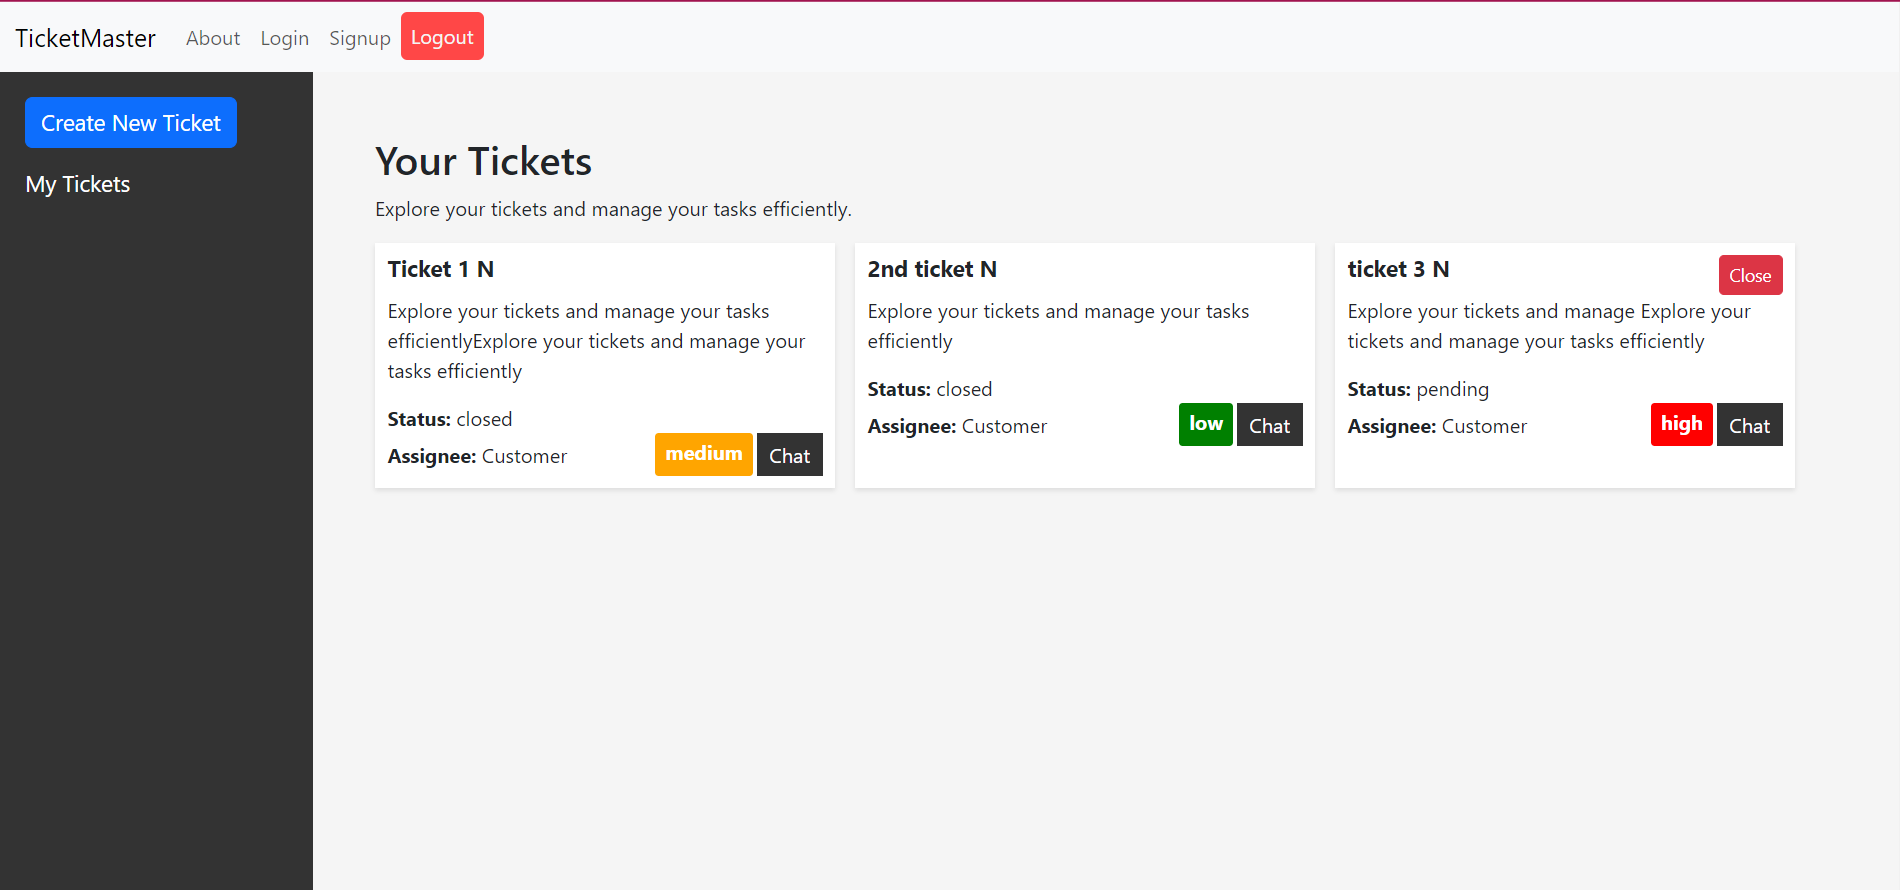 TicketMaster About Login Signup Logout
Create New Ticket
My Tickets
Your Tickets
Explore your tickets and manage your tasks efficiently.
Ticket 1 N
Explore your tickets and manage your tasks
efficientlyExplore your tickets and manage your
tasks efficiently
Status: closed
Assignee: Customer
medium Chat
2nd ticket N
Explore your tickets and manage your tasks
efficiently
Status: closed
Assignee: Customer
low Chat
ticket 3 N
Close
Explore your tickets and manage Explore your
tickets and manage your tasks efficiently
Status: pending
Assignee: Customer
high Chat